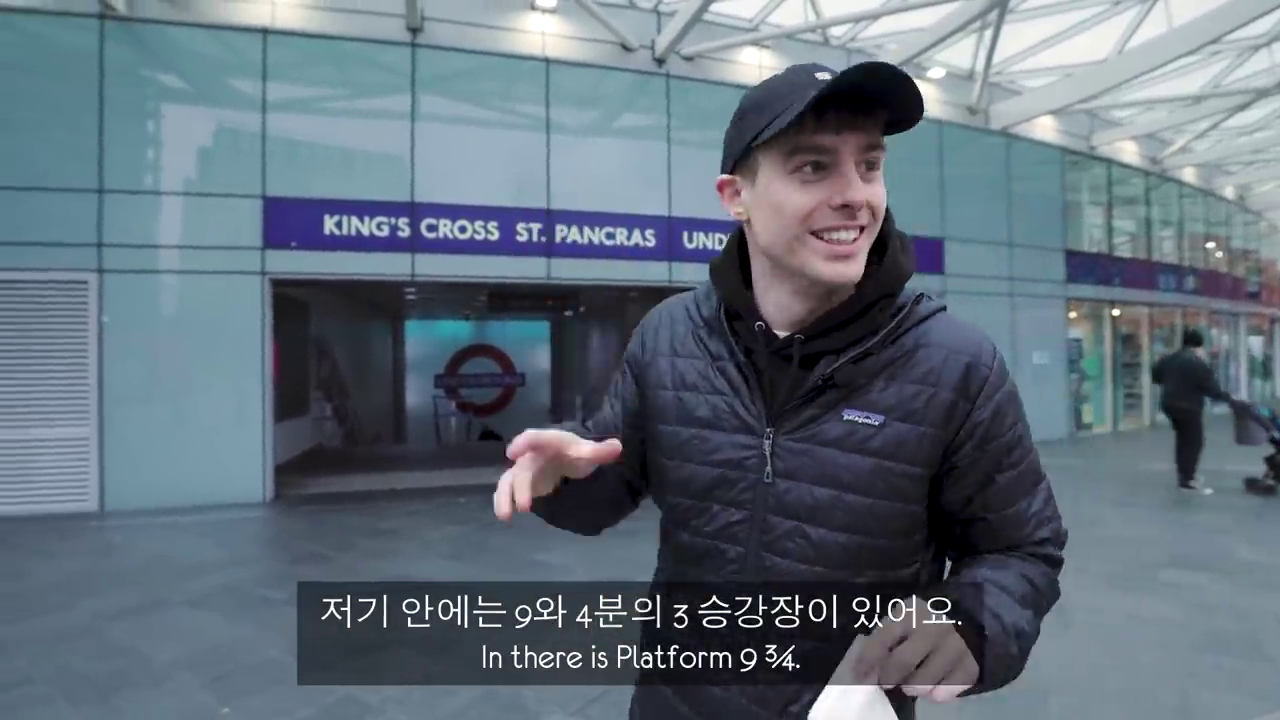 KING'S CROSS ST. PANCRAS UND
patagonia
저기 안에는 9와 4분의 3 승강장이 있어요.
In there is Platform 9 ¾.